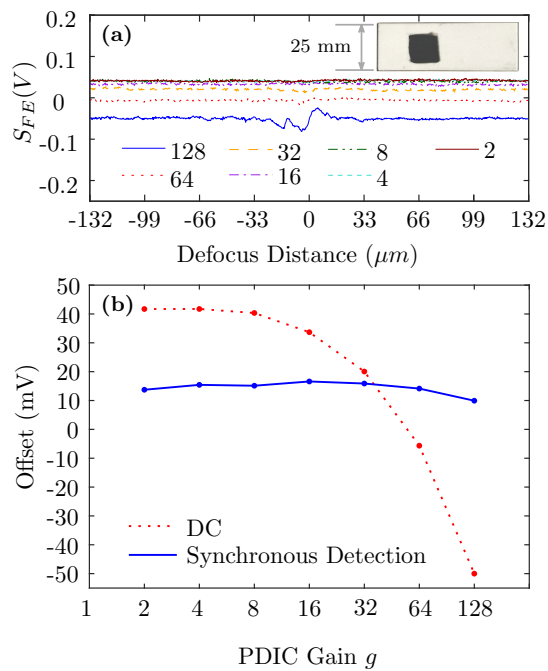 (a)
25 mm
0.2
0.1
0
-0.1
-0.2
S_FE(V)
128 32 8 2
64 16 4
-132 -99 -66 -33 0 33 66 99 132
Defocus Distance (μm)
(b)
50
40
30
20
10
0
-10
-20
-30
-40
-50
Offset (mV)
DC
Synchronous Detection
1 2 4 8 16 32 64 128
PDIC Gain g